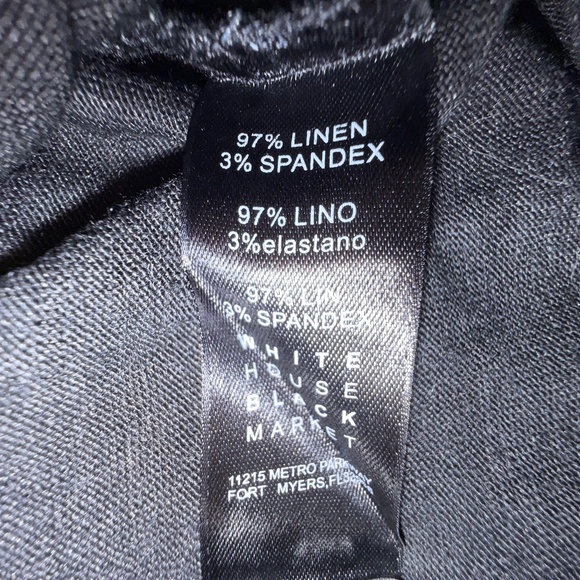 97% LINEN
3% SPANDEX
97% LINO
3%elastano
97% LIN
3% SPANDEX
WHITE
HOUSE
BLACK
MARKET
11215 METRO
FORT MYERS,FL